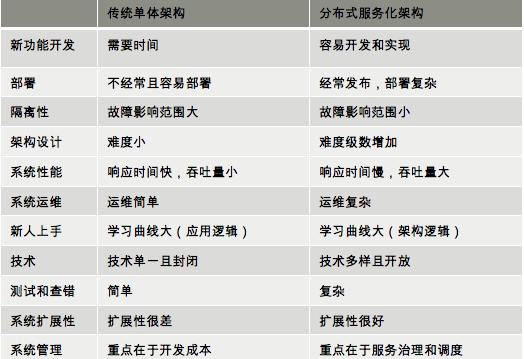 传统单体架构 分布式服务化架构
新功能开发 需要时间 容易开发和实现
部署 不经常且容易部署 经常发布，部署复杂
隔离性 故障影响范围大 故障影响范围小
架构设计 难度小 难度级数增加
系统性能 响应时间快，吞吐量小 响应时间慢，吞吐量大
系统运维 运维简单 运维复杂
新人上手 学习曲线大（应用逻辑） 学习曲线大（架构逻辑）
技术 技术单一且封闭 技术多样且开放
测试和查错 简单 复杂
系统扩展性 扩展性很差 扩展性很好
系统管理 重点在于开发成本 重点在于服务治理和调度